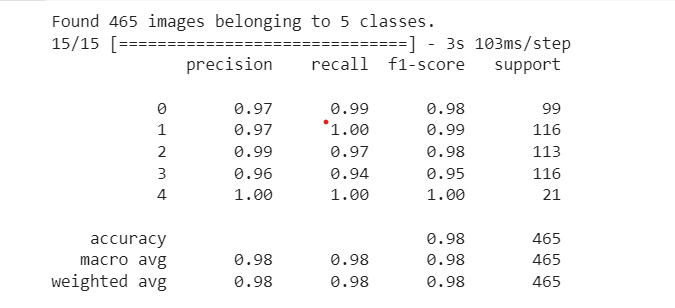 Found 465 images belonging to 5 classes.
15/15 [==============================] - 3s 103ms/step
precision recall f1-score support
0 0.97 0.99 0.98 99
1 0.97 1.00 0.99 116
2 0.99 0.97 0.98 113
3 0.96 0.94 0.95 116
4 1.00 1.00 1.00 21
accuracy 0.98 465
macro avg 0.98 0.98 0.98 465
weighted avg 0.98 0.98 0.98 465